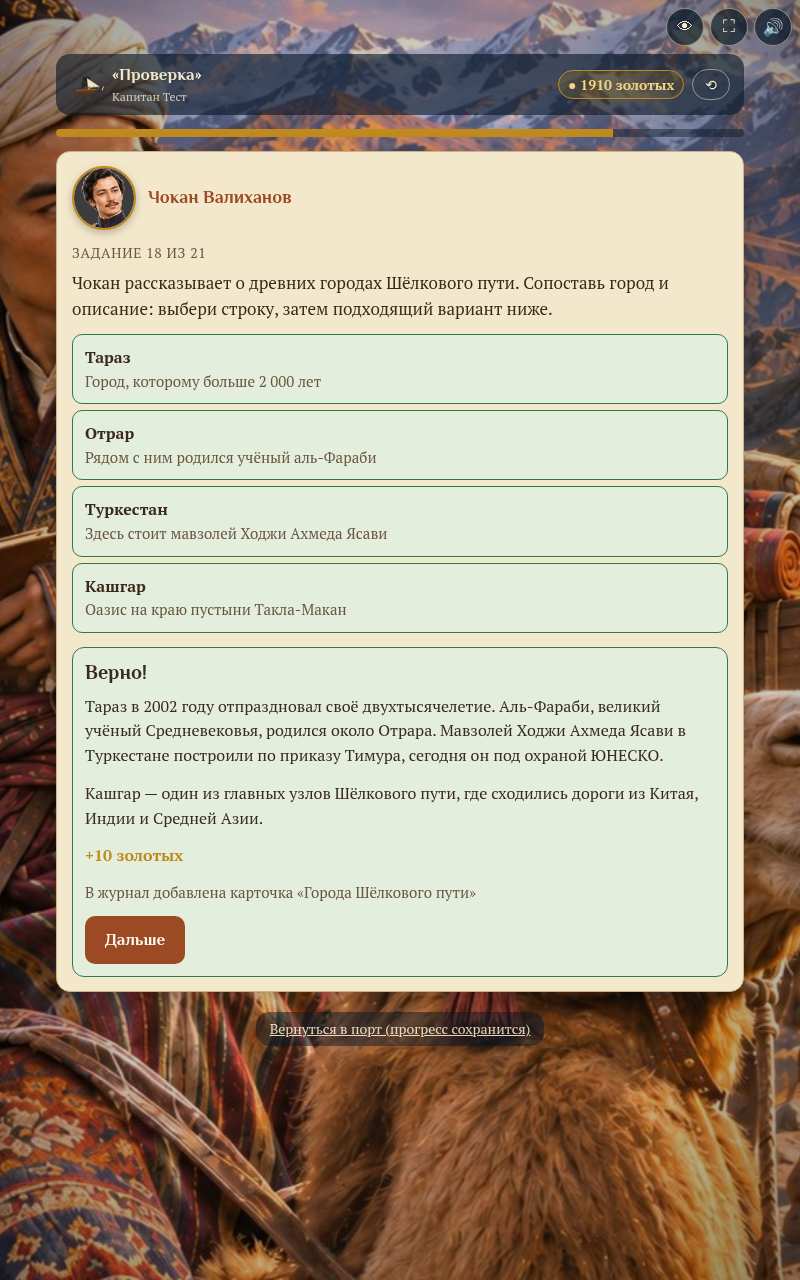 «Проверка»
Капитан Тест
● 1910 золотых
Чокан Валиханов
ЗАДАНИЕ 18 ИЗ 21
Чокан рассказывает о древних городах Шёлкового пути. Сопоставь город и
описание: выбери строку, затем подходящий вариант ниже.
Тараз
Город, которому больше 2 000 лет
Отрар
Рядом с ним родился учёный аль-Фараби
Туркестан
Здесь стоит мавзолей Ходжи Ахмеда Ясави
Кашгар
Оазис на краю пустыни Такла-Макан
Верно!
Тараз в 2002 году отпраздновал своё двухтысячелетие. Аль-Фараби, великий
учёный Средневековья, родился около Отрара. Мавзолей Ходжи Ахмеда Ясави в
Туркестане построили по приказу Тимура, сегодня он под охраной ЮНЕСКО.
Кашгар — один из главных узлов Шёлкового пути, где сходились дороги из Китая,
Индии и Средней Азии.
+10 золотых
В журнал добавлена карточка «Города Шёлкового пути»
Дальше
Вернуться в порт (прогресс сохранится)